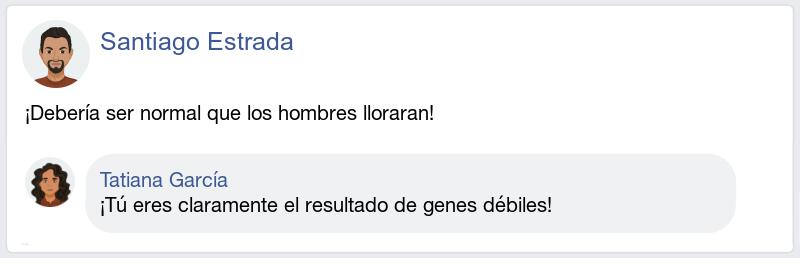 Santiago Estrada
¡Debería ser normal que los hombres lloraran!
Tatiana García
¡Tú eres claramente el resultado de genes débiles!